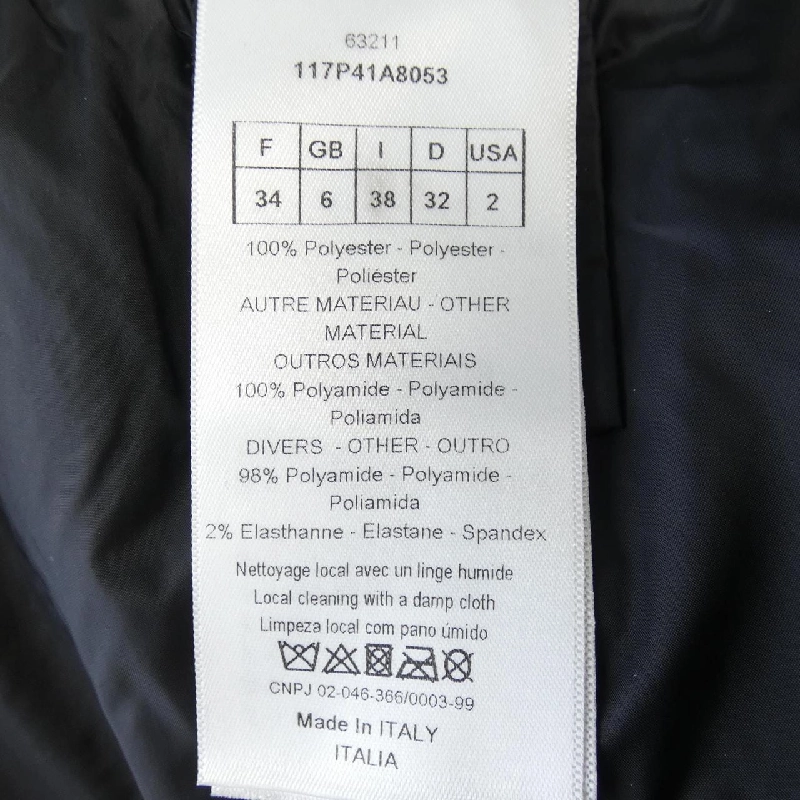 63211
117P41A8053
F GB I D USA
34 6 38 32 2
100% Polyester - Polyester -
Poliéster
AUTRE MATERIAU - OTHER
MATERIAL
OUTROS MATERIAIS
100% Polyamide - Polyamide -
Poliamida
DIVERS - OTHER - OUTRO
98% Polyamide - Polyamide -
Poliamida
2% Elasthanne - Elastane - Spandex
Nettoyage local avec un linge humide
Local cleaning with a damp cloth
Limpeza local com pano úmido
CNPJ 02-046-366/0003-99
Made In ITALY
ITALIA